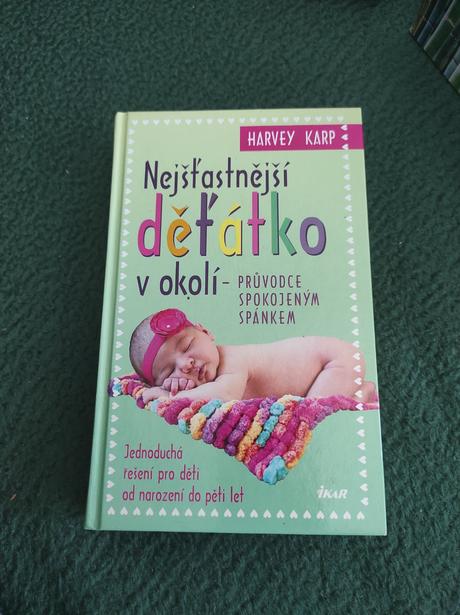 HARVEY KARP
Nejšťastnější
děťátko
v okolí – PRŮVODCE
SPOKOJENÝM
SPÁNKEM
Jednoduchá
řešení pro děti
od narození do pěti let
IKAR